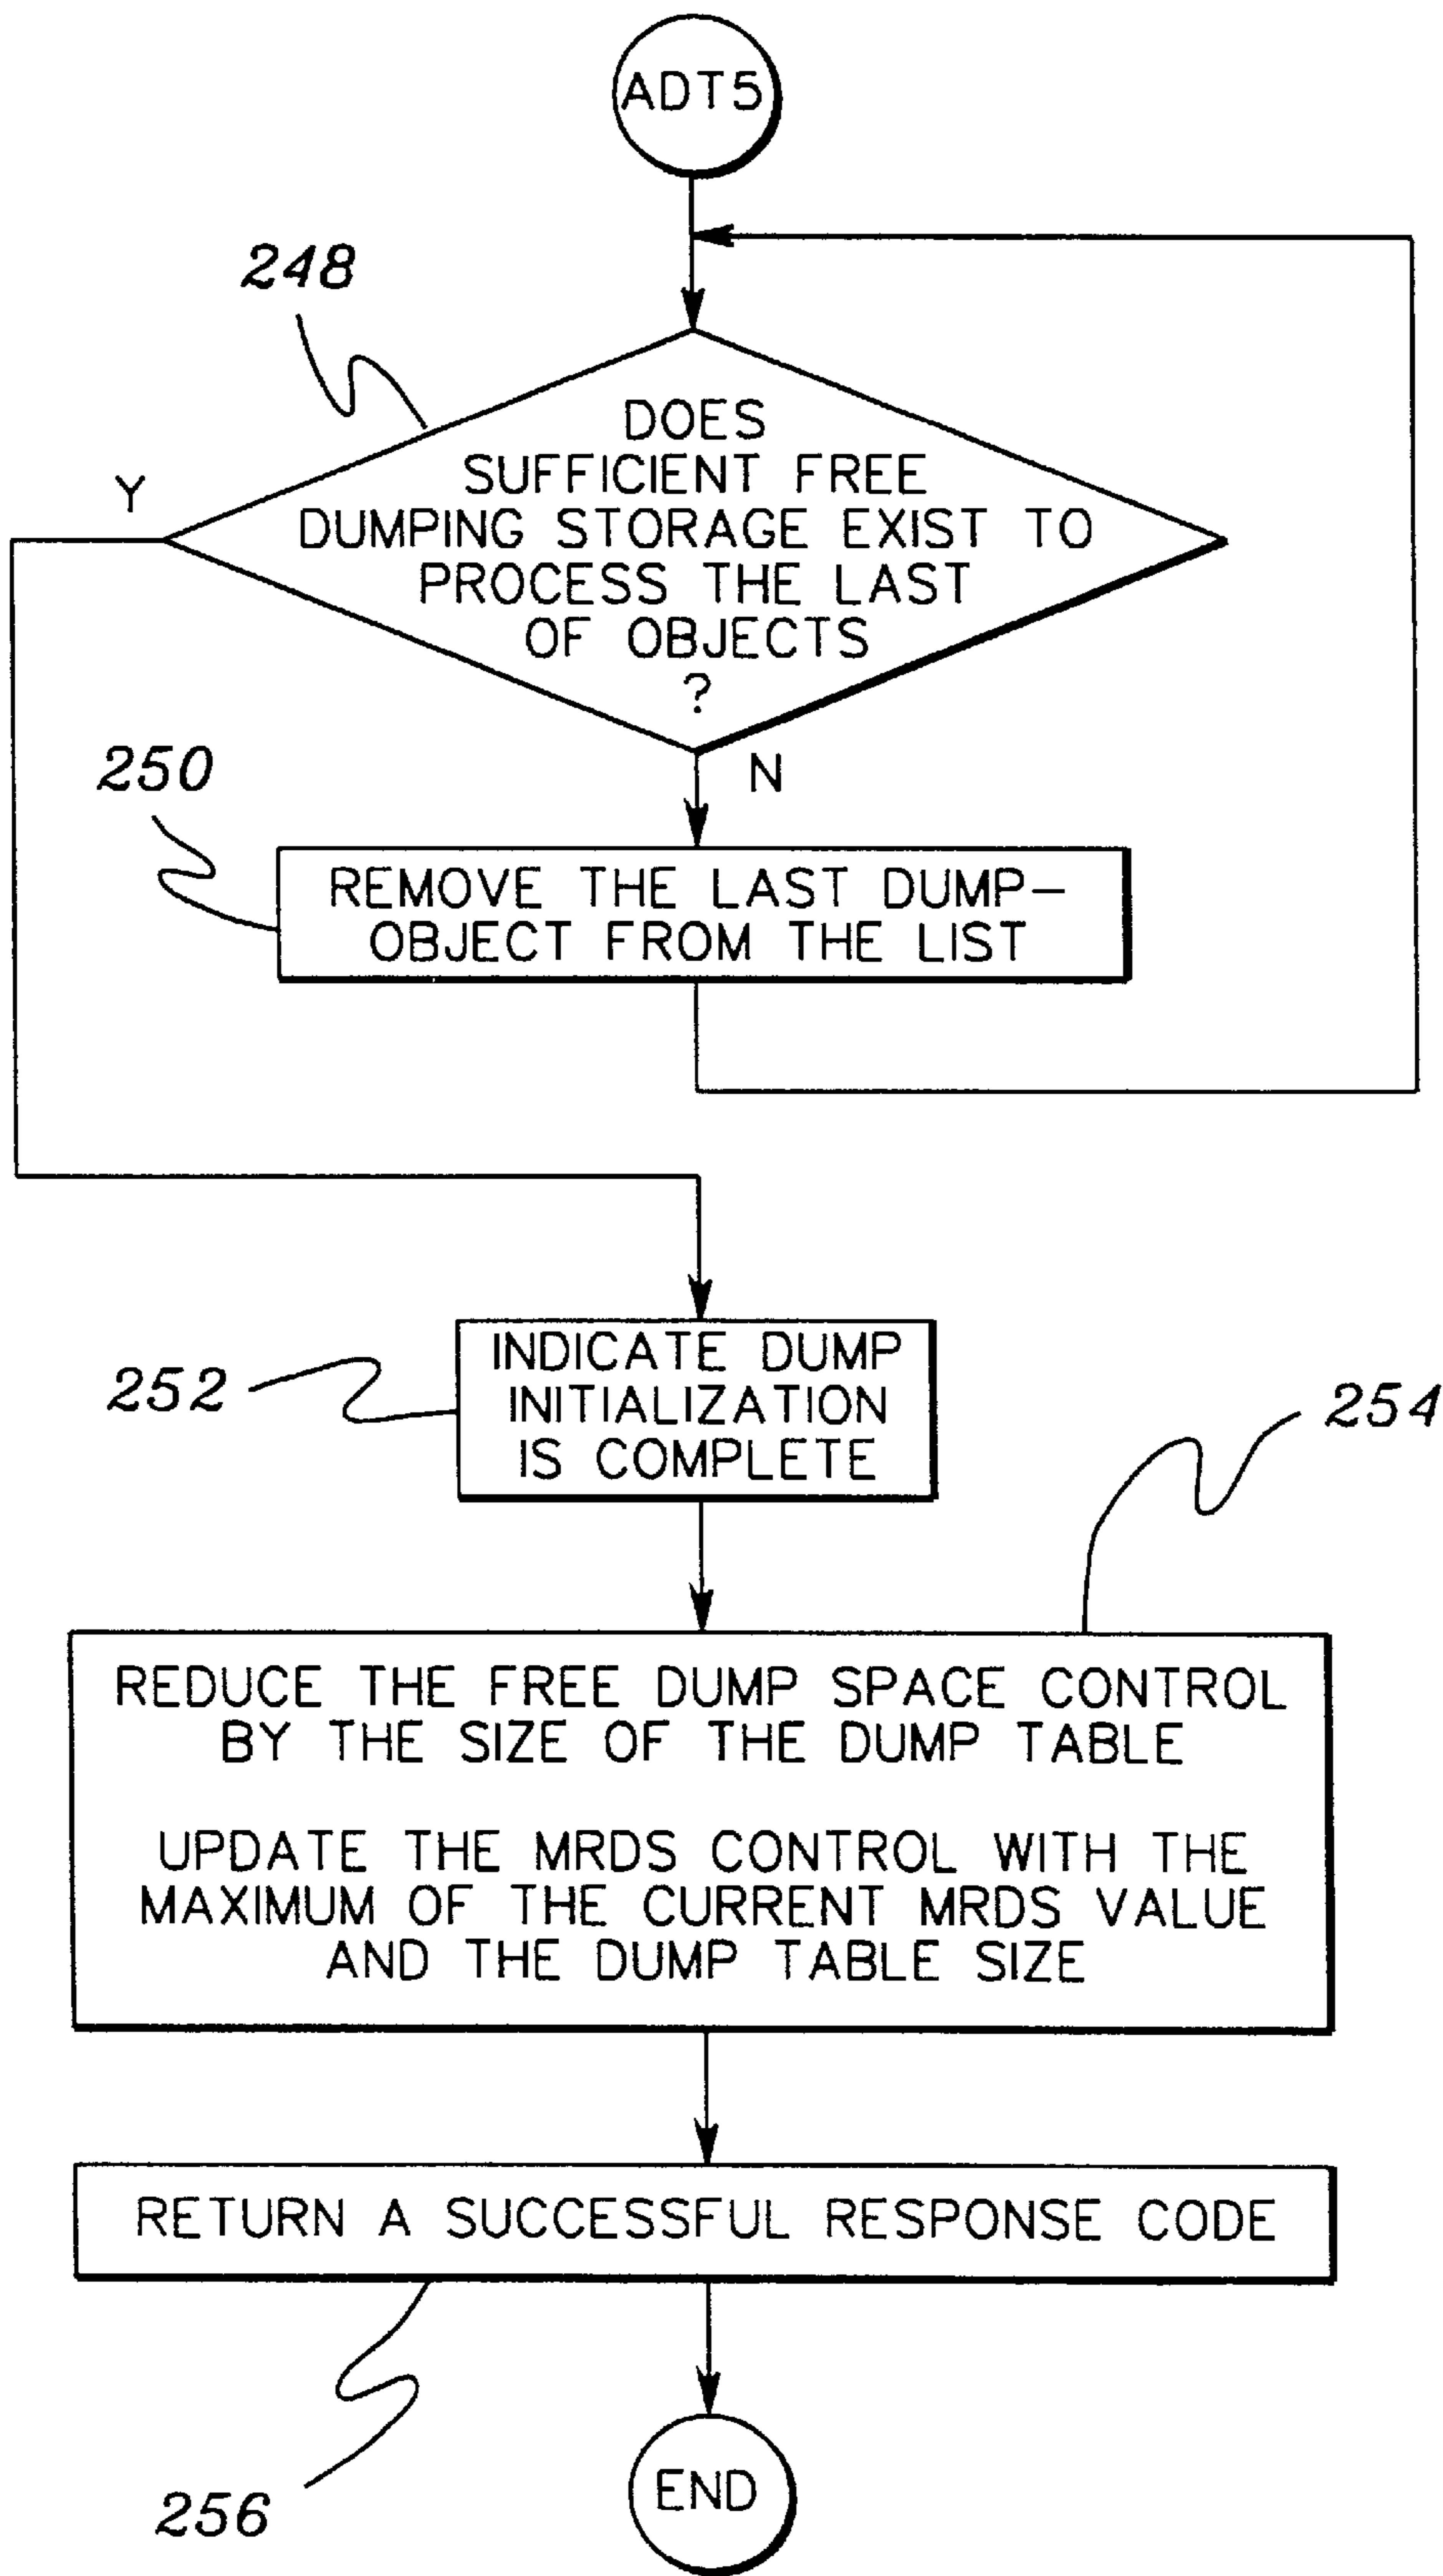 ADT5
248
DOES
SUFFICIENT FREE
DUMPING STORAGE EXIST TO
PROCESS THE LAST
OF OBJECTS
?
Y
N
250
REMOVE THE LAST DUMP-
OBJECT FROM THE LIST
252
INDICATE DUMP
INITIALIZATION
IS COMPLETE
254
REDUCE THE FREE DUMP SPACE CONTROL
BY THE SIZE OF THE DUMP TABLE
UPDATE THE MRDS CONTROL WITH THE
MAXIMUM OF THE CURRENT MRDS VALUE
AND THE DUMP TABLE SIZE
RETURN A SUCCESSFUL RESPONSE CODE
256
END